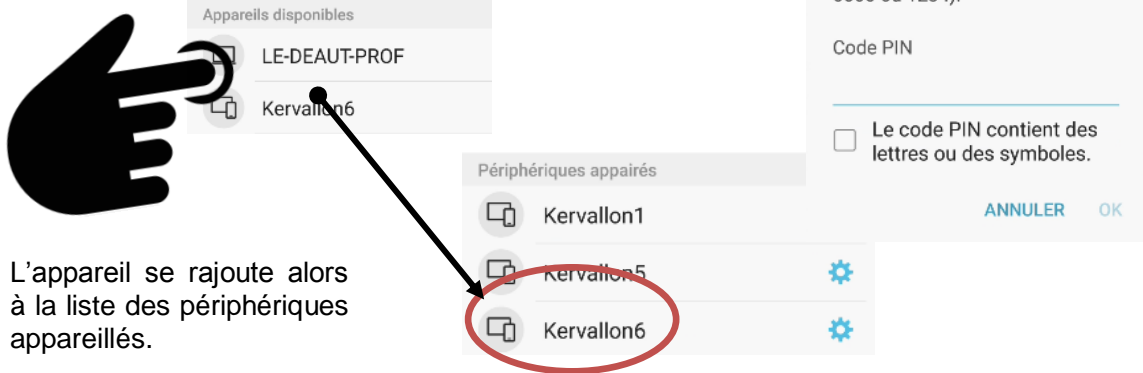 Appareils disponibles
LE-DEAUT-PROF
Kervallon6
Code PIN
Le code PIN contient des
lettres ou des symboles.
ANNULER OK
Périphériques appairés
Kervallon1
Kervallon5
Kervallon6
L'appareil se rajoute alors
à la liste des périphériques
appareillés.